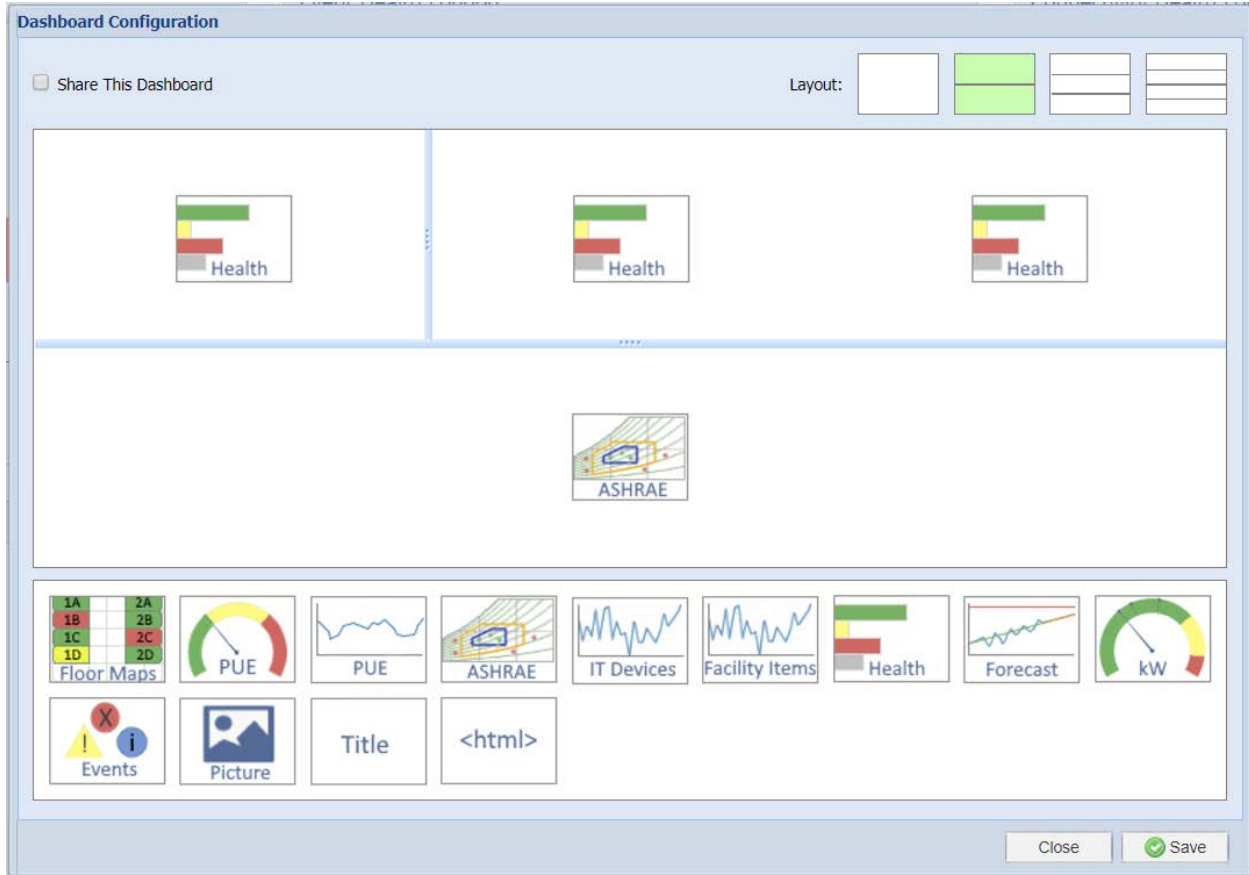 Dashboard Configuration
Share This Dashboard
Layout:
Health
Health
Health
ASHRAE
1A 2A
1B 2B
1C 2C
1D 2D
Floor Maps
PUE
PUE
ASHRAE
IT Devices
Facility Items
Health
Forecast
kW
! X i
Events
Picture
Title
<html>
Close
Save